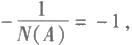 $-\frac{1}{N(A)} = -1,$